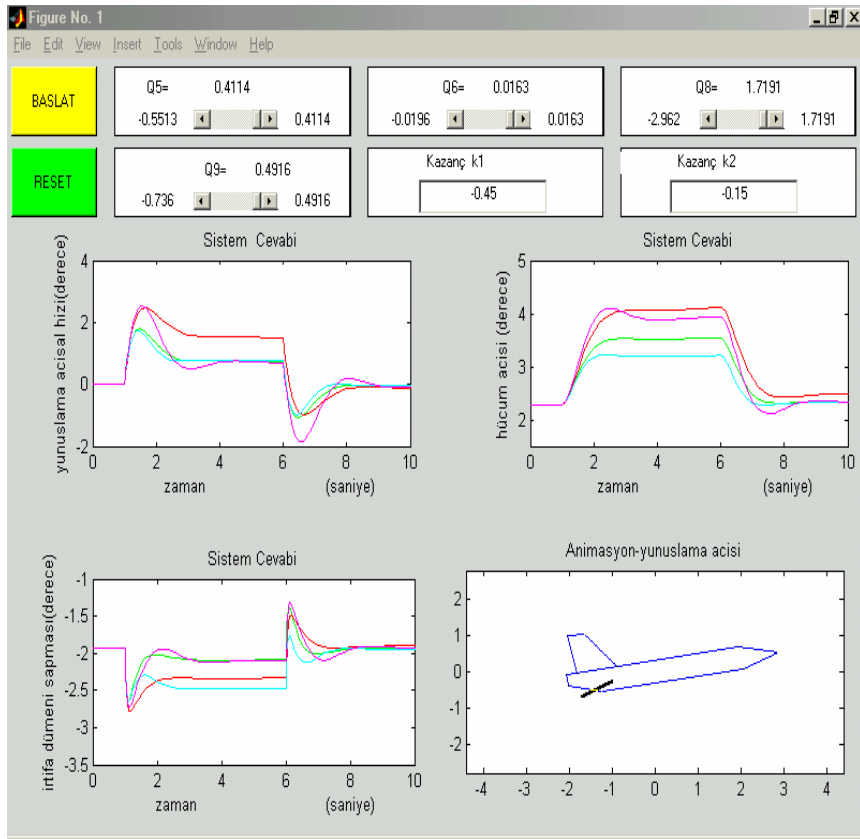 Figure No. 1
File Edit View Insert Tools Window Help
BASLAT
Q5= 0.4114
-0.5513 0.4114
Q6= 0.0163
-0.0196 0.0163
Q8= 1.7191
-2.962 1.7191
RESET
Q9= 0.4916
-0.736 0.4916
Kazanç k1
-0.45
Kazanç k2
-0.15
Sistem Cevabi
yunuslama acisal hizi(derece)
4
2
0
-2
0 2 4 6 8 10
zaman (saniye)
Sistem Cevabi
hücum acisi (derece)
5
4
3
2
0 2 4 6 8 10
zaman (saniye)
Sistem Cevabi
irtifa dümeni sapması(derece)
-1
-1.5
-2
-2.5
-3
-3.5
0 2 4 6 8 10
zaman (saniye)
Animasyon-yunuslama acisi
2
1
0
-1
-2
-4 -3 -2 -1 0 1 2 3 4